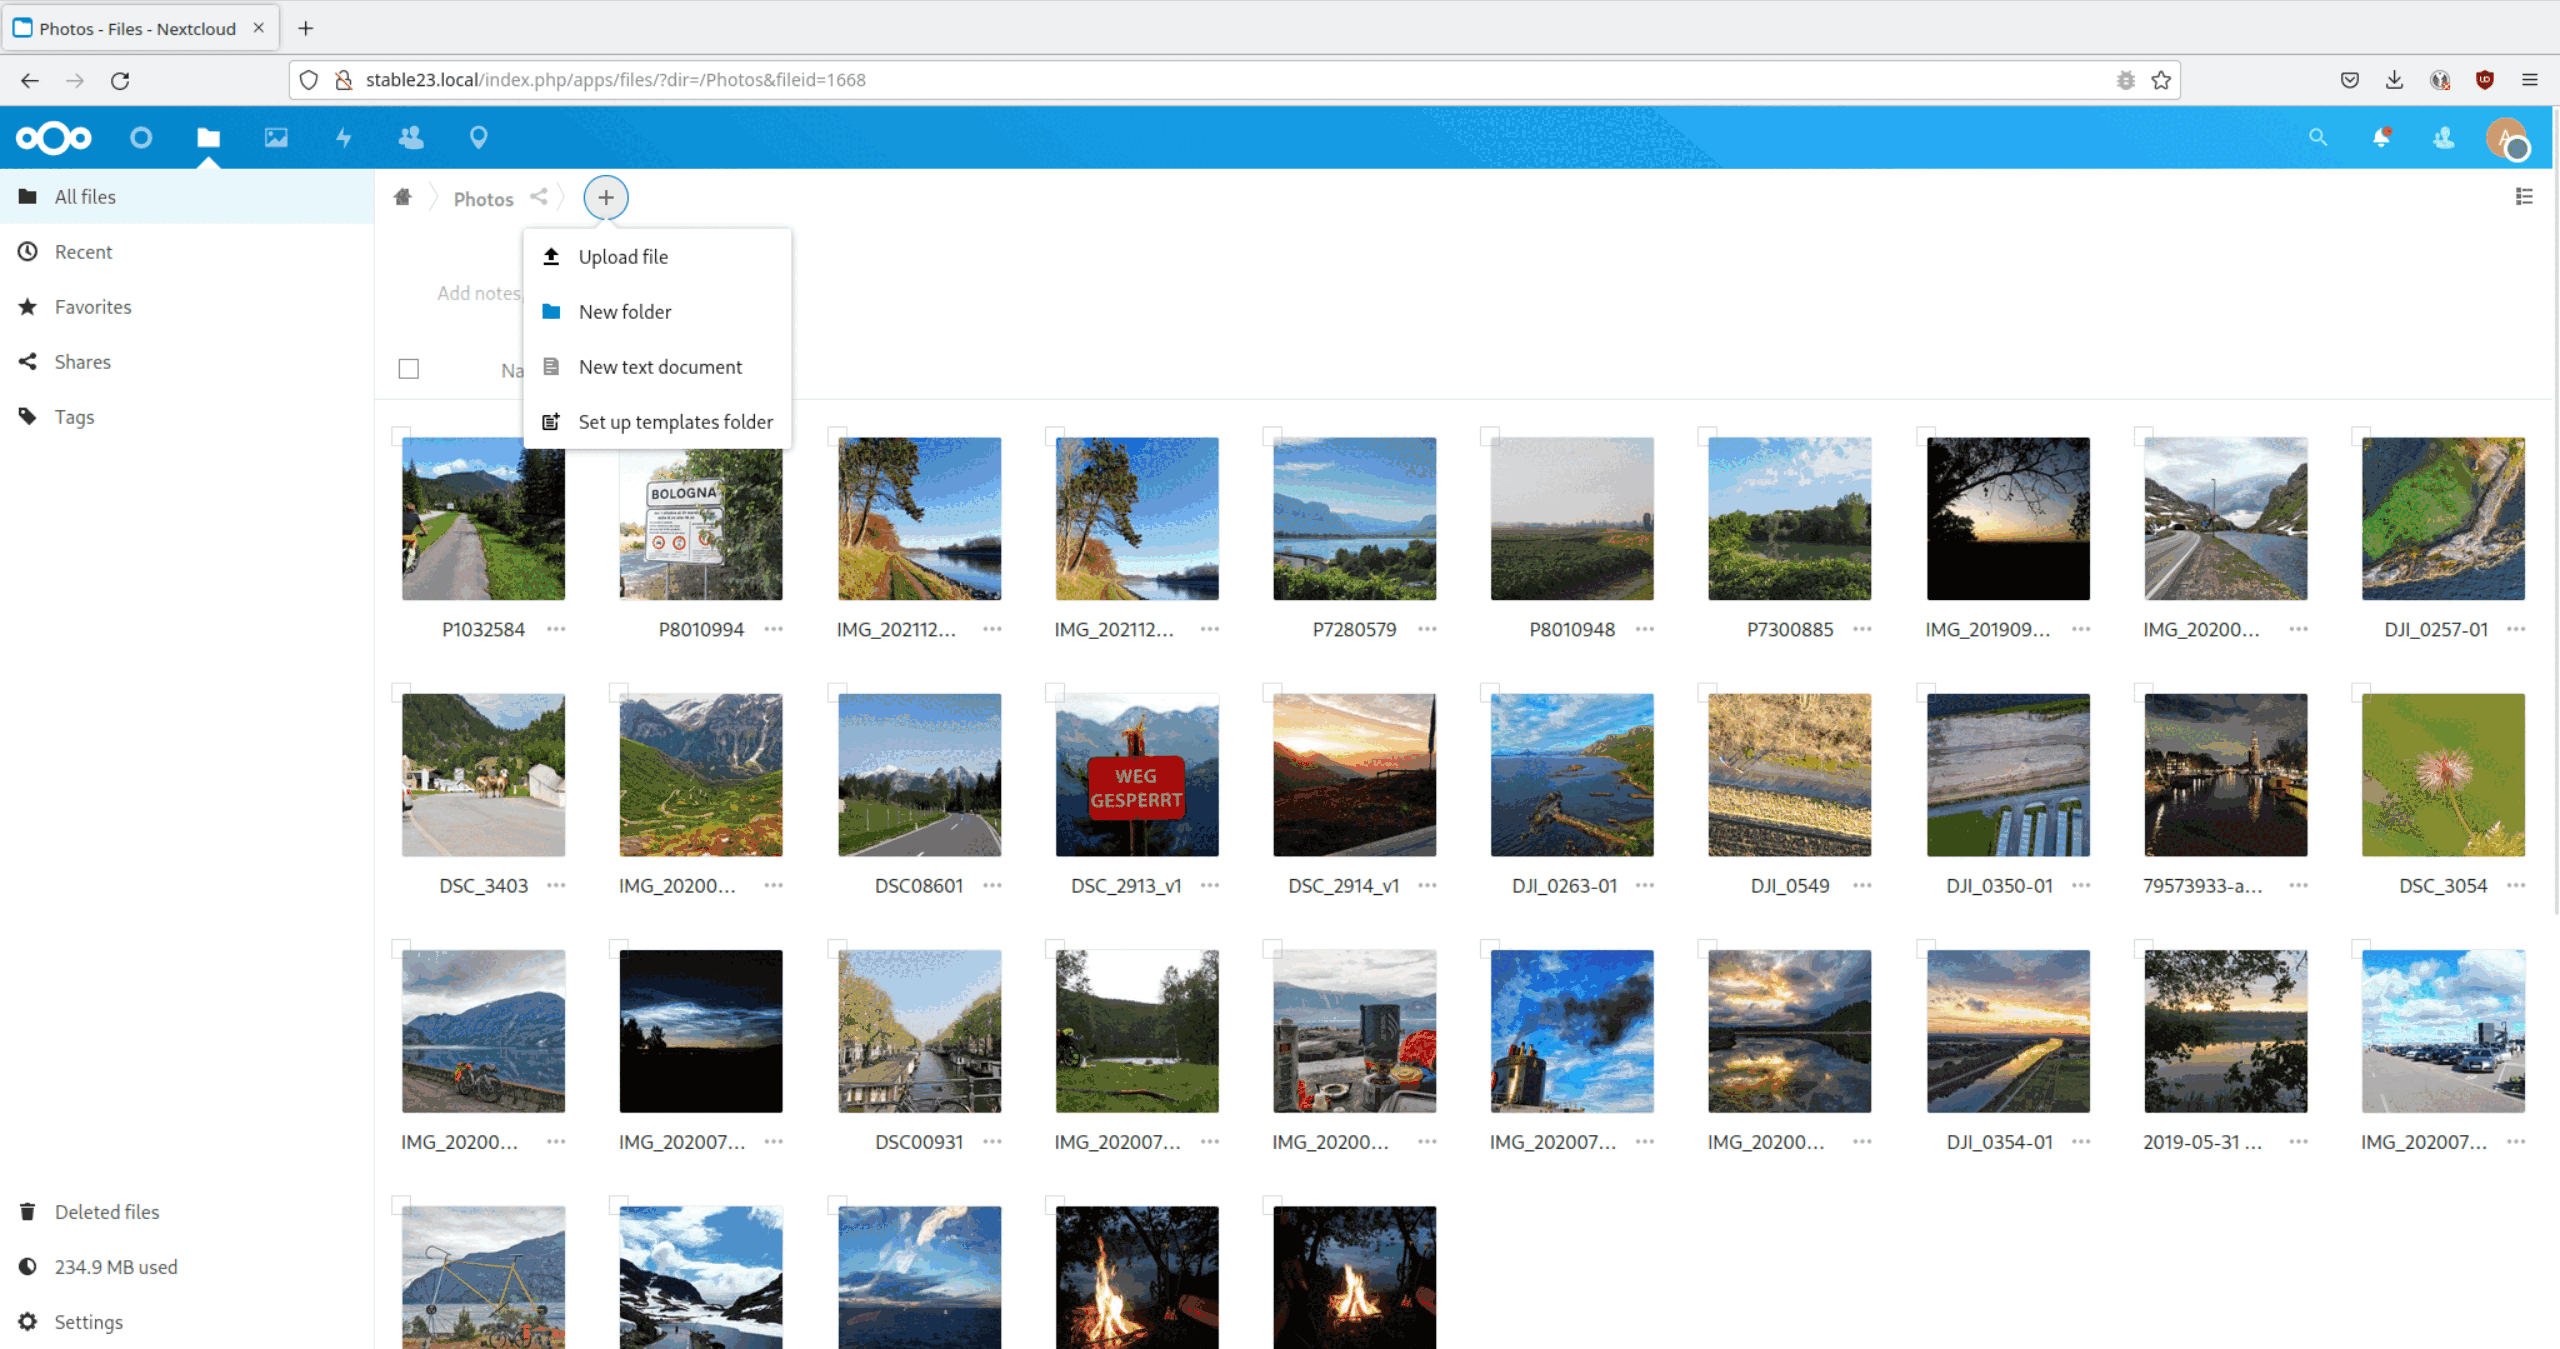 Photos - Files - Nextcloud
stable23.local/index.php/apps/files/?dir=/Photos&fileid=1668
A
All files
Recent
Favorites
Shares
Tags
Photos
Upload file
New folder
New text document
Set up templates folder
Add notes,
Na
BOLOGNA
P1032584
P8010994
IMG_202112...
IMG_202112...
P7280579
P8010948
P7300885
IMG_201909...
IMG_20200...
DJI_0257-01
WEG
GESPERRT
DSC_3403
IMG_20200...
DSC08601
DSC_2913_v1
DSC_2914_v1
DJI_0263-01
DJI_0549
DJI_0350-01
79573933-a...
DSC_3054
IMG_20200...
IMG_202007...
DSC00931
IMG_202007...
IMG_20200...
IMG_202007...
IMG_20200...
DJI_0354-01
2019-05-31 ...
IMG_202007...
Deleted files
234.9 MB used
Settings